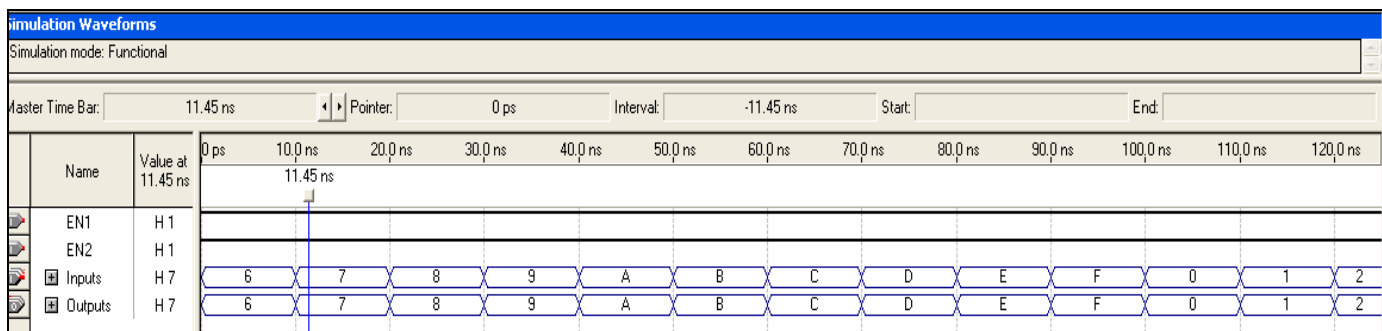 Simulation Waveforms
Simulation mode: Functional
Master Time Bar: 11.45 ns Pointer: 0 ps Interval: -11.45 ns Start: End:
Name Value at 11.45 ns 0 ps 10.0 ns 20.0 ns 30.0 ns 40.0 ns 50.0 ns 60.0 ns 70.0 ns 80.0 ns 90.0 ns 100.0 ns 110.0 ns 120.0 ns
11.45 ns
EN1 H 1
EN2 H 1
Inputs H 7 6 7 8 9 A B C D E F 0 1 2
Outputs H 7 6 7 8 9 A B C D E F 0 1 2